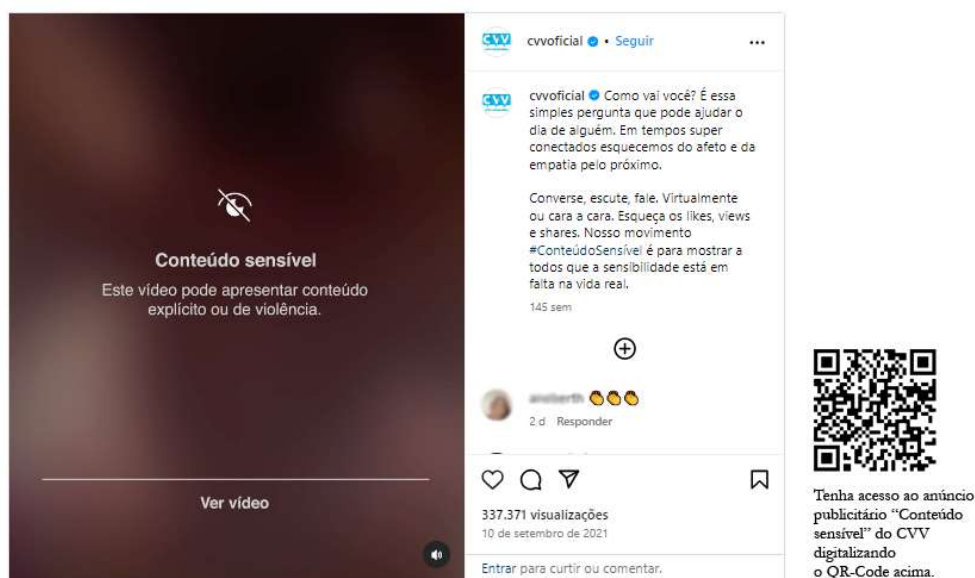 Conteúdo sensível
Este vídeo pode apresentar conteúdo
explícito ou de violência.
Ver vídeo
CVV
cvvoficial • Seguir
CVV
cvvoficial Como vai você? É essa
simples pergunta que pode ajudar o
dia de alguém. Em tempos super
conectados esquecemos do afeto e da
empatia pelo próximo.
Converse, escute, fale. Virtualmente
ou cara a cara. Esqueça os likes, views
e shares. Nosso movimento
#ConteúdoSensível é para mostrar a
todos que a sensibilidade está em
falta na vida real.
145 sem
2 d Responder
337.371 visualizações
10 de setembro de 2021
Entrar para curtir ou comentar.
Tenha acesso ao anúncio
publicitário “Conteúdo
sensível” do CVV
digitalizando
o QR-Code acima.